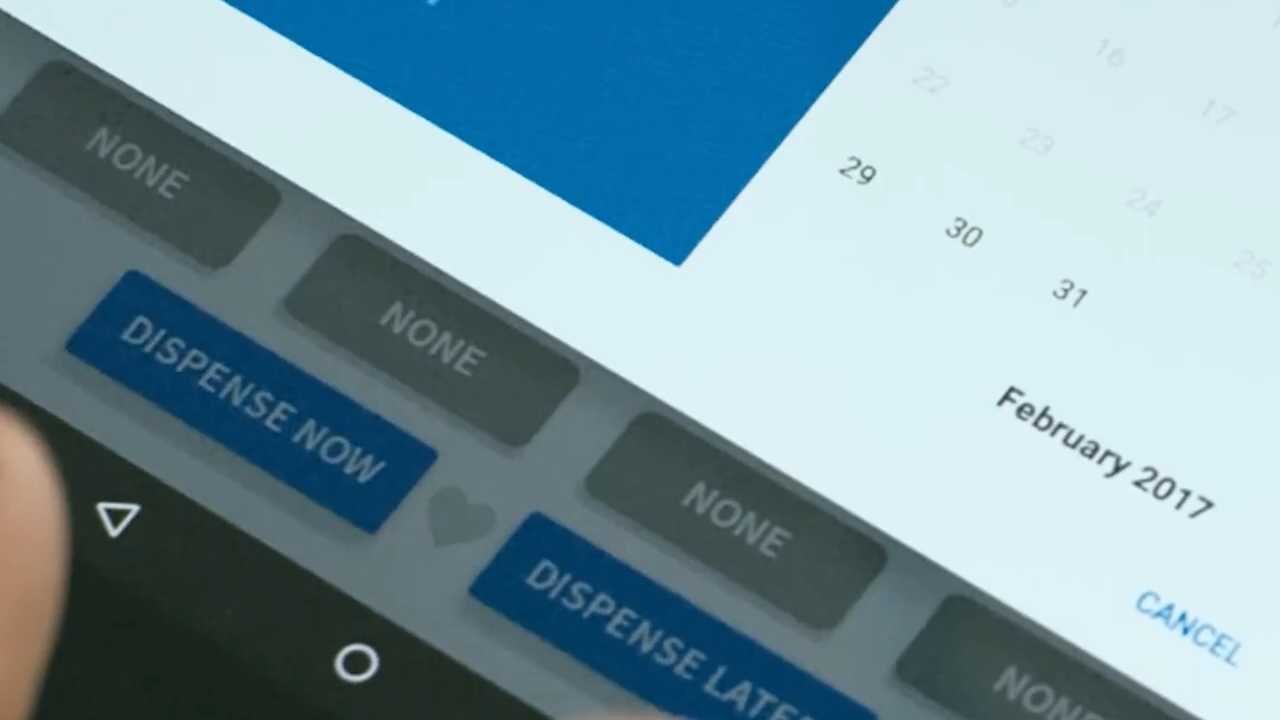 16
17
22
23
24
25
29
30
31
February 2017
CANCEL
NONE
NONE
NONE
NONE
DISPENSE NOW
DISPENSE LATER